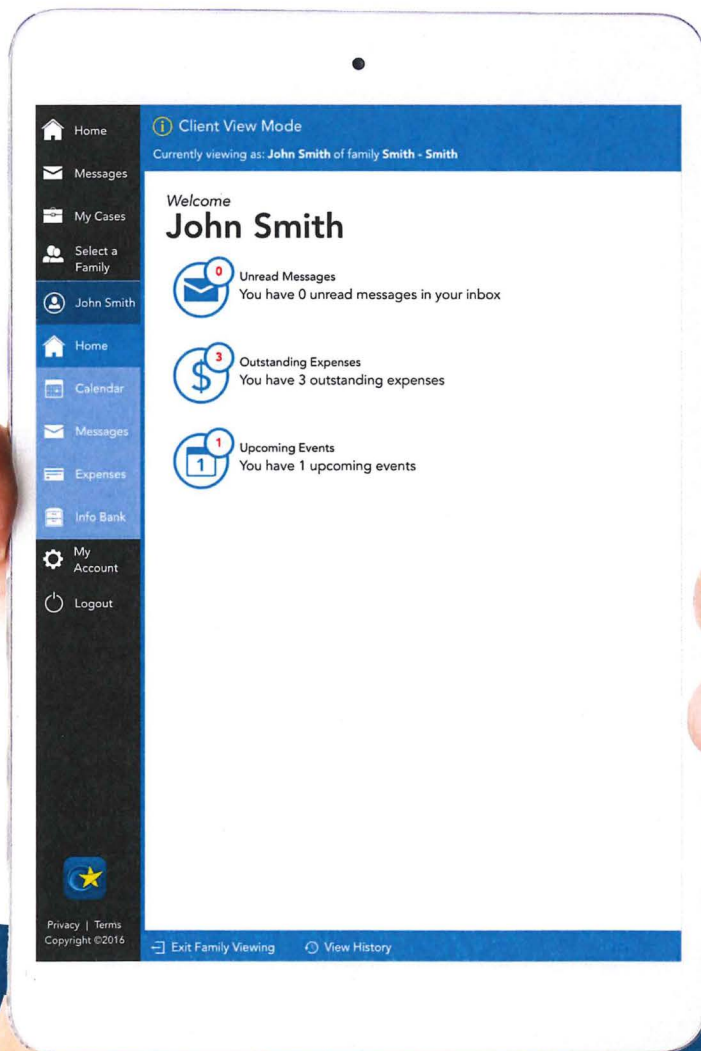 Home
Messages
My Cases
Select a
Family
John Smith
Home
Calendar
Messages
Expenses
Info Bank
My
Account
Logout
Privacy | Terms
Copyright ©2016
Client View Mode
Currently viewing as: John Smith of family Smith - Smith
Welcome
John Smith
0
Unread Messages
You have 0 unread messages in your inbox
3
Outstanding Expenses
You have 3 outstanding expenses
1
1
Upcoming Events
You have 1 upcoming events
Exit Family Viewing
View History